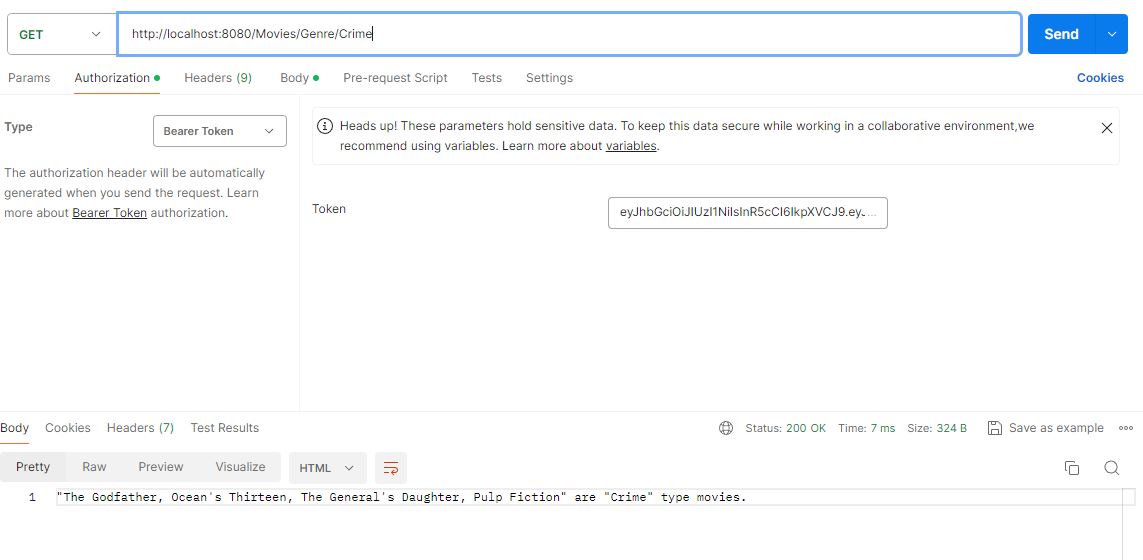 GET
http://localhost:8080/Movies/Genre/Crime
Send
Params
Authorization
Headers (9)
Body
Pre-request Script
Tests
Settings
Cookies
Type
Bearer Token
The authorization header will be automatically
generated when you send the request. Learn
more about Bearer Token authorization.
Heads up! These parameters hold sensitive data. To keep this data secure while working in a collaborative environment,we
recommend using variables. Learn more about variables.
Token
eyJhbGciOiJIUzI1NiIsInR5cCI6IkpXVCJ9.eyJ...
Body
Cookies
Headers (7)
Test Results
Status: 200 OK
Time: 7 ms
Size: 324 B
Save as example
Pretty
Raw
Preview
Visualize
HTML
1
"The Godfather, Ocean's Thirteen, The General's Daughter, Pulp Fiction" are "Crime" type movies.